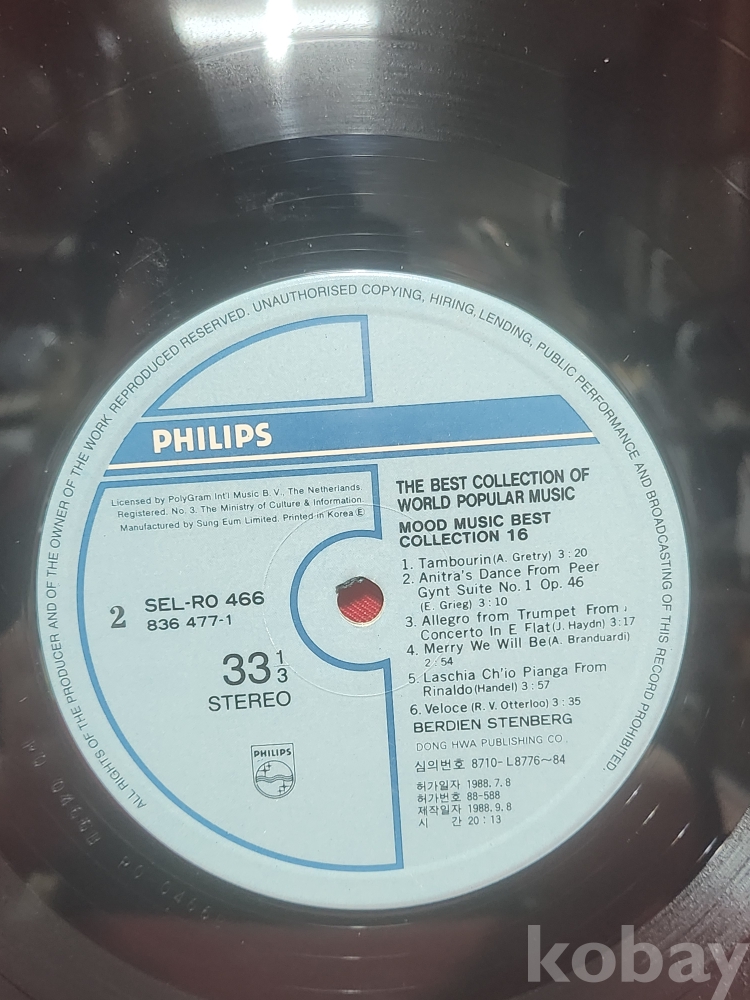 ALL RIGHTS OF THE PRODUCER AND OF THE OWNER OF THE WORK REPRODUCED RESERVED. UNAUTHORISED COPYING, HIRING, LENDING, PUBLIC PERFORMANCE AND BROADCASTING OF THIS RECORD PROHIBITED.
PHILIPS
Licensed by PolyGram Int'l Music B.V., The Netherlands.
Registered. No. 3. The Ministry of Culture & Information.
Manufactured by Sung Eum Limited. Printed in Korea Ⓔ
2
SEL-RO 466
836 477-1
33 1/3
STEREO
PHILIPS
THE BEST COLLECTION OF
WORLD POPULAR MUSIC
MOOD MUSIC BEST
COLLECTION 16
1. Tambourin(A. Gretry) 3:20
2. Anitra's Dance From Peer
Gynt Suite No. 1 Op. 46
(E. Grieg) 3:10
3. Allegro from Trumpet From
Concerto In E Flat(J. Haydn) 3:17
4. Merry We Will Be(A. Branduardi)
2:54
5. Laschia Ch'io Pianga From
Rinaldo(Handel) 3:57
6. Veloce(R. V. Otterloo) 3:35
BERDIEN STENBERG
DONG HWA PUBLISHING CO.
심의번호 8710-L8776~84
허가일자 1988.7.8
허가번호 88-588
제작일자 1988.9.8
시 간 20:13
kobay